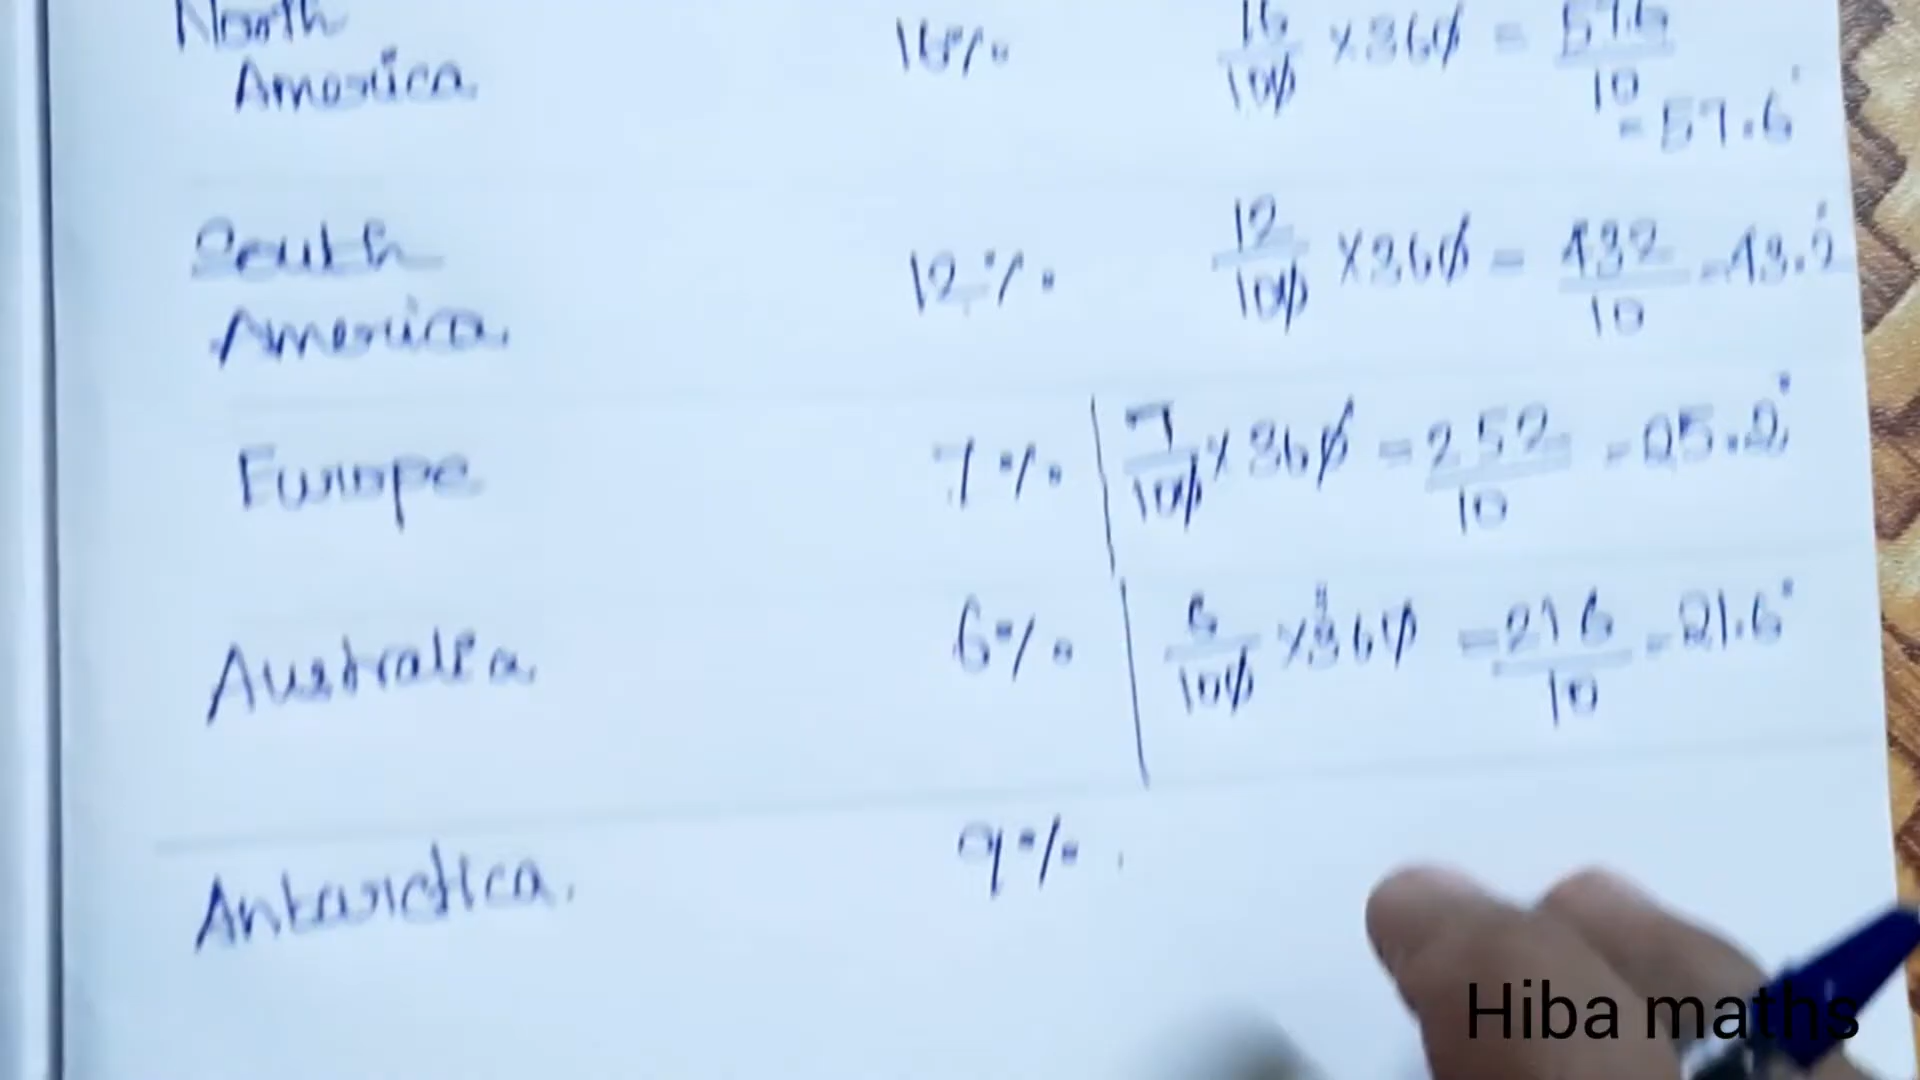 North
America 16% 16/100 ×360 = 57.6/10
= 57.6°
South
America 12% 12/100 ×360 = 432/10 = 43.2°
Europe 7% 7/100 ×360 = 252/10 = 25.2°
Australia 6% 6/100 ×360 = 216/10 = 21.6°
Antarctica. 9%
Hiba maths